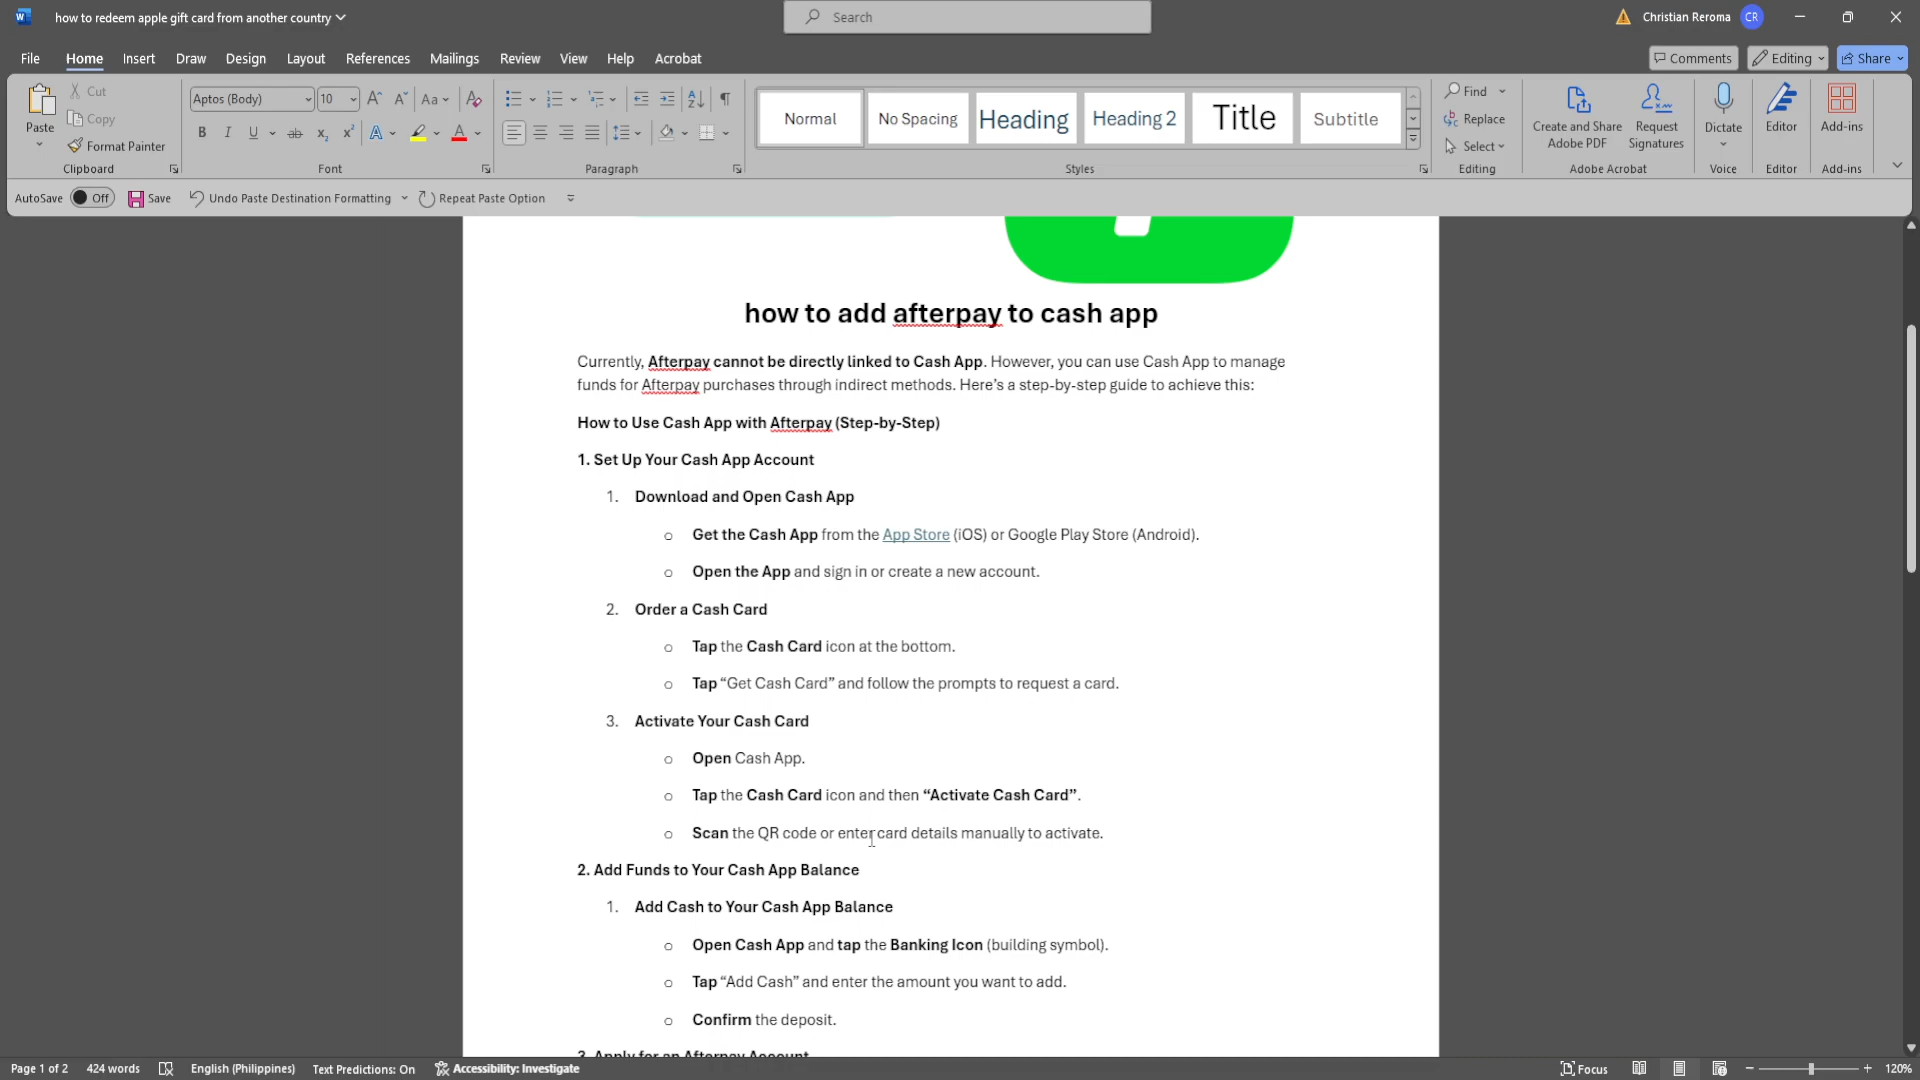 how to redeem apple gift card from another country
Search
Christian Reroma CR
File Home Insert Draw Design Layout References Mailings Review View Help Acrobat
Comments Editing Share
Paste
Cut
Copy
Format Painter
Clipboard
Aptos (Body) 10
Font
Paragraph
Normal No Spacing Heading Heading 2 Title Subtitle
Styles
Find
Replace
Select
Editing
Create and Share Adobe PDF
Request Signatures
Adobe Acrobat
Dictate
Voice
Editor
Editor
Add-ins
Add-ins
AutoSave Off Save Undo Paste Destination Formatting Repeat Paste Option
how to add afterpay to cash app
Currently, Afterpay cannot be directly linked to Cash App. However, you can use Cash App to manage
funds for Afterpay purchases through indirect methods. Here’s a step-by-step guide to achieve this:
How to Use Cash App with Afterpay (Step-by-Step)
1. Set Up Your Cash App Account
1. Download and Open Cash App
o Get the Cash App from the App Store (iOS) or Google Play Store (Android).
o Open the App and sign in or create a new account.
2. Order a Cash Card
o Tap the Cash Card icon at the bottom.
o Tap “Get Cash Card” and follow the prompts to request a card.
3. Activate Your Cash Card
o Open Cash App.
o Tap the Cash Card icon and then “Activate Cash Card”.
o Scan the QR code or enter card details manually to activate.
2. Add Funds to Your Cash App Balance
1. Add Cash to Your Cash App Balance
o Open Cash App and tap the Banking Icon (building symbol).
o Tap “Add Cash” and enter the amount you want to add.
o Confirm the deposit.
3. Apply for an Afterpay Account
Page 1 of 2 424 words English (Philippines) Text Predictions: On Accessibility: Investigate Focus 120%